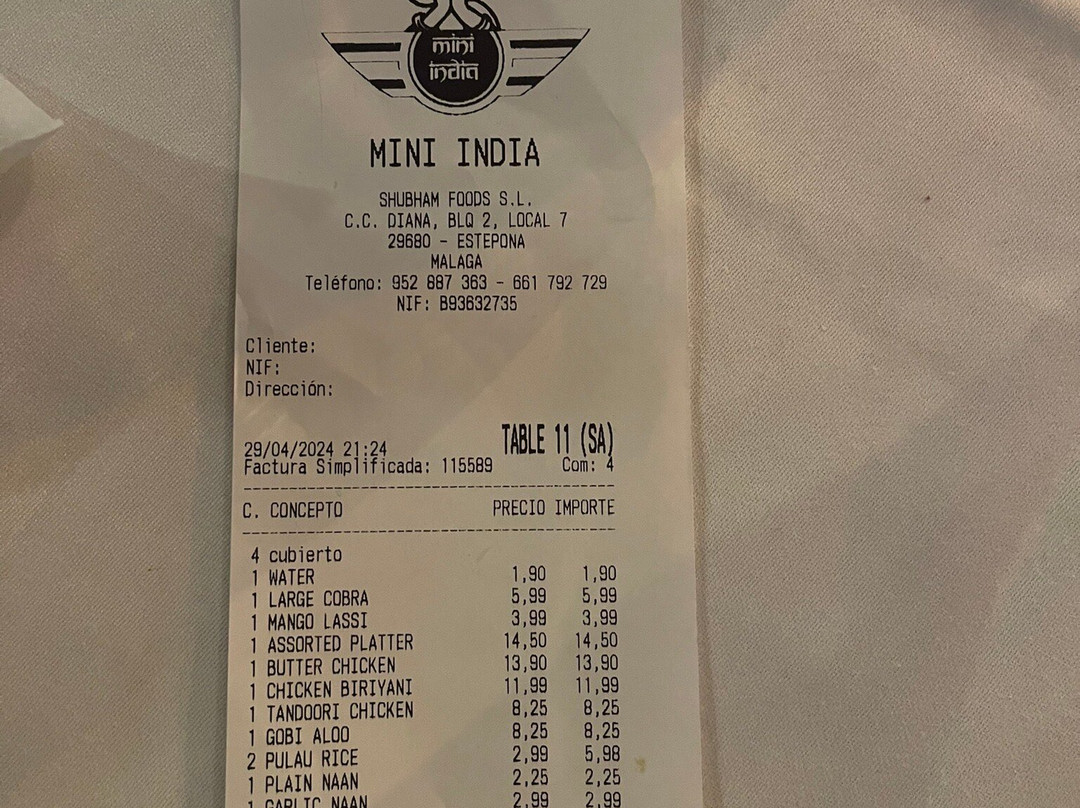 mini
india
MINI INDIA
SHUBHAM FOODS S.L.
C.C. DIANA, BLQ 2, LOCAL 7
29680 - ESTEPONA
MALAGA
Teléfono: 952 887 363 - 661 792 729
NIF: B93632735
Cliente:
NIF:
Dirección:
29/04/2024 21:24 TABLE 11 (SA)
Factura Simplificada: 115589 Com: 4
C. CONCEPTO PRECIO IMPORTE
4 cubierto
1 WATER 1,90 1,90
1 LARGE COBRA 5,99 5,99
1 MANGO LASSI 3,99 3,99
1 ASSORTED PLATTER 14,50 14,50
1 BUTTER CHICKEN 13,90 13,90
1 CHICKEN BIRIYANI 11,99 11,99
1 TANDOORI CHICKEN 8,25 8,25
1 GOBI ALOO 8,25 8,25
2 PULAU RICE 2,99 5,98
1 PLAIN NAAN 2,25 2,25
1 GARLIC NAAN 2,99 2,99